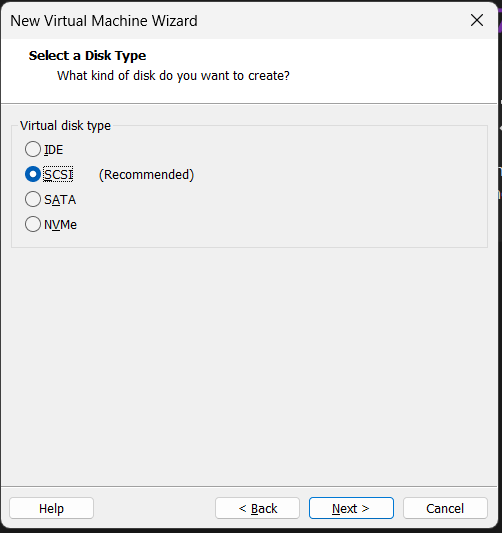 New Virtual Machine Wizard
Select a Disk Type
What kind of disk do you want to create?
Virtual disk type
IDE
SCSI (Recommended)
SATA
NVMe
Help
< Back
Next >
Cancel